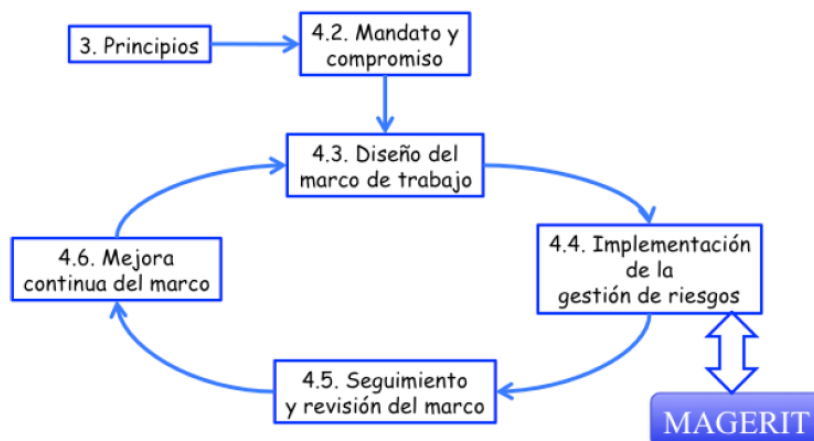 3. Principios
4.2. Mandato y
compromiso
4.3. Diseño del
marco de trabajo
4.4. Implementación
de la
gestión de riesgos
4.6. Mejora
continua del marco
4.5. Seguimiento
y revisión del marco
MAGERIT